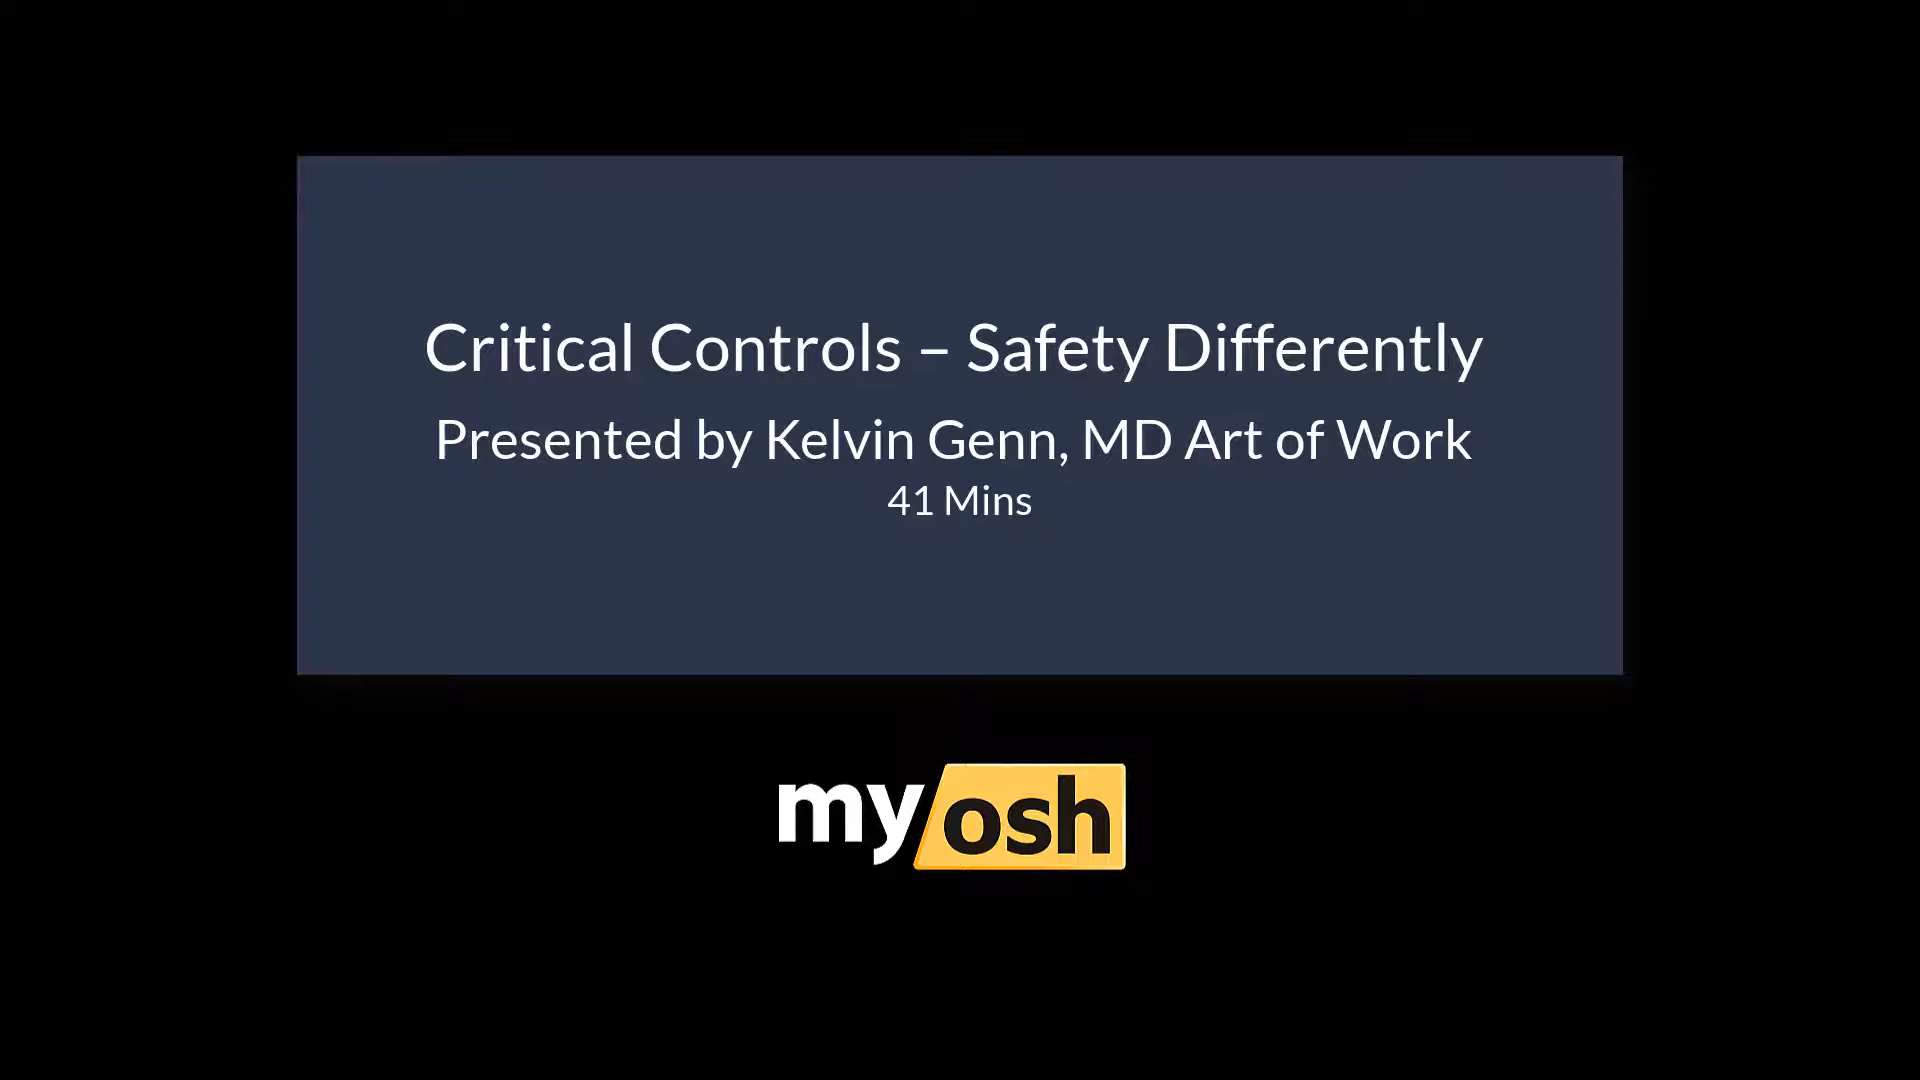 Critical Controls – Safety Differently
Presented by Kelvin Genn, MD Art of Work
41 Mins
myosh